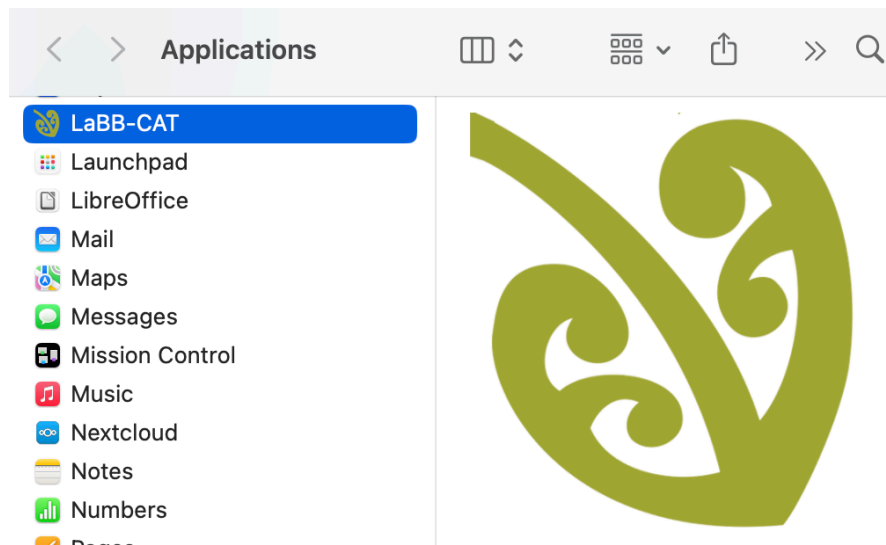 Applications
LaBB-CAT
Launchpad
LibreOffice
Mail
Maps
Messages
Mission Control
Music
Nextcloud
Notes
Numbers